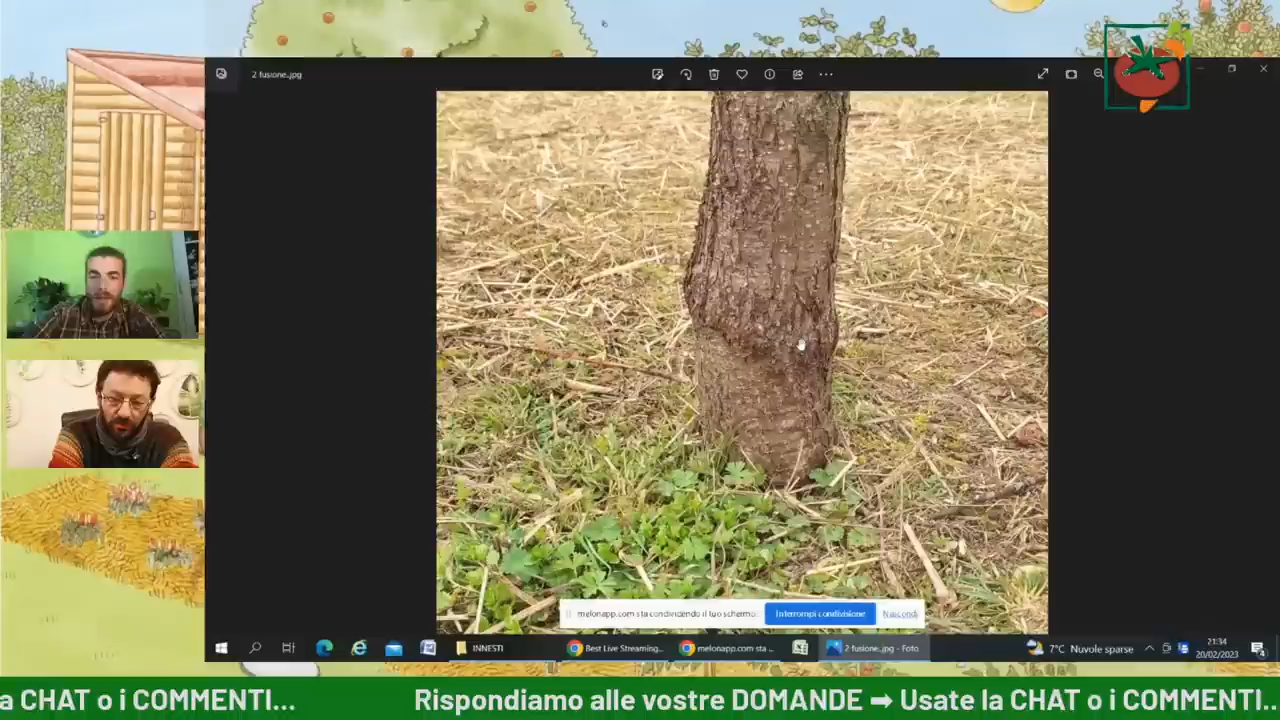 2 fusione..jpg
melonapp.com sta condividendo il tuo schermo.
Interrompi condivisione
Nascondi
INNESTI
Best Live Streaming...
melonapp.com sta ...
2 fusione..jpg - Foto
7°C Nuvole sparse
21:34
20/02/2023
4
a CHAT o i COMMENTI... Rispondiamo alle vostre DOMANDE ➡ Usate la CHAT o i COMMENTI...